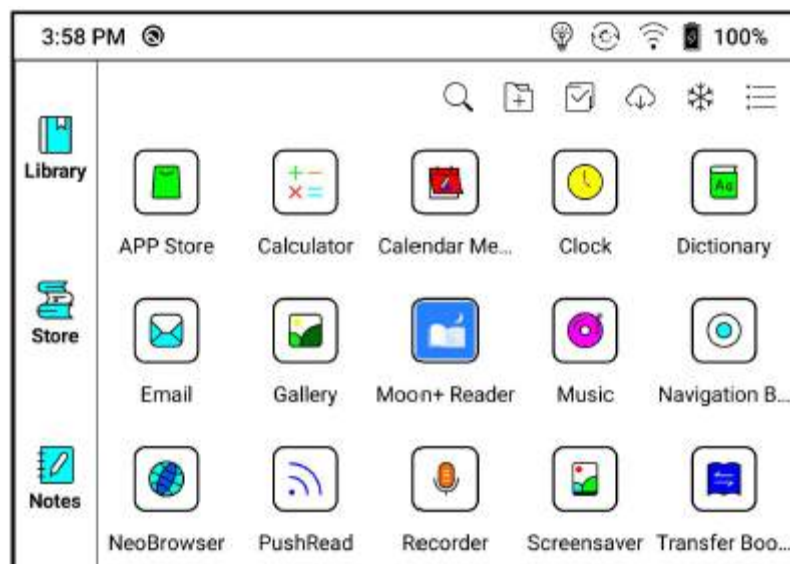 3:58 PM 100%
Library
APP Store Calculator Calendar Me... Clock Dictionary
Aa
Store
Email Gallery Moon+ Reader Music Navigation B...
Notes
NeoBrowser PushRead Recorder Screensaver Transfer Boo...